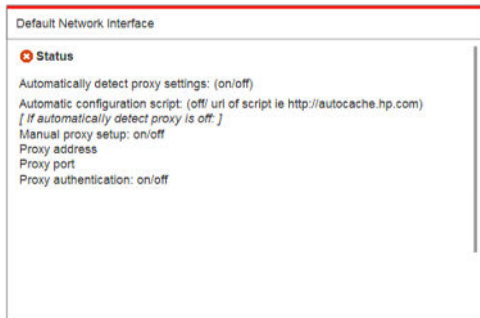 Default Network Interface
Status
Automatically detect proxy settings: (on/off)
Automatic configuration script: (off/ url of script ie http://autocache.hp.com)
[ If automatically detect proxy is off: ]
Manual proxy setup: on/off
Proxy address
Proxy port
Proxy authentication: on/off